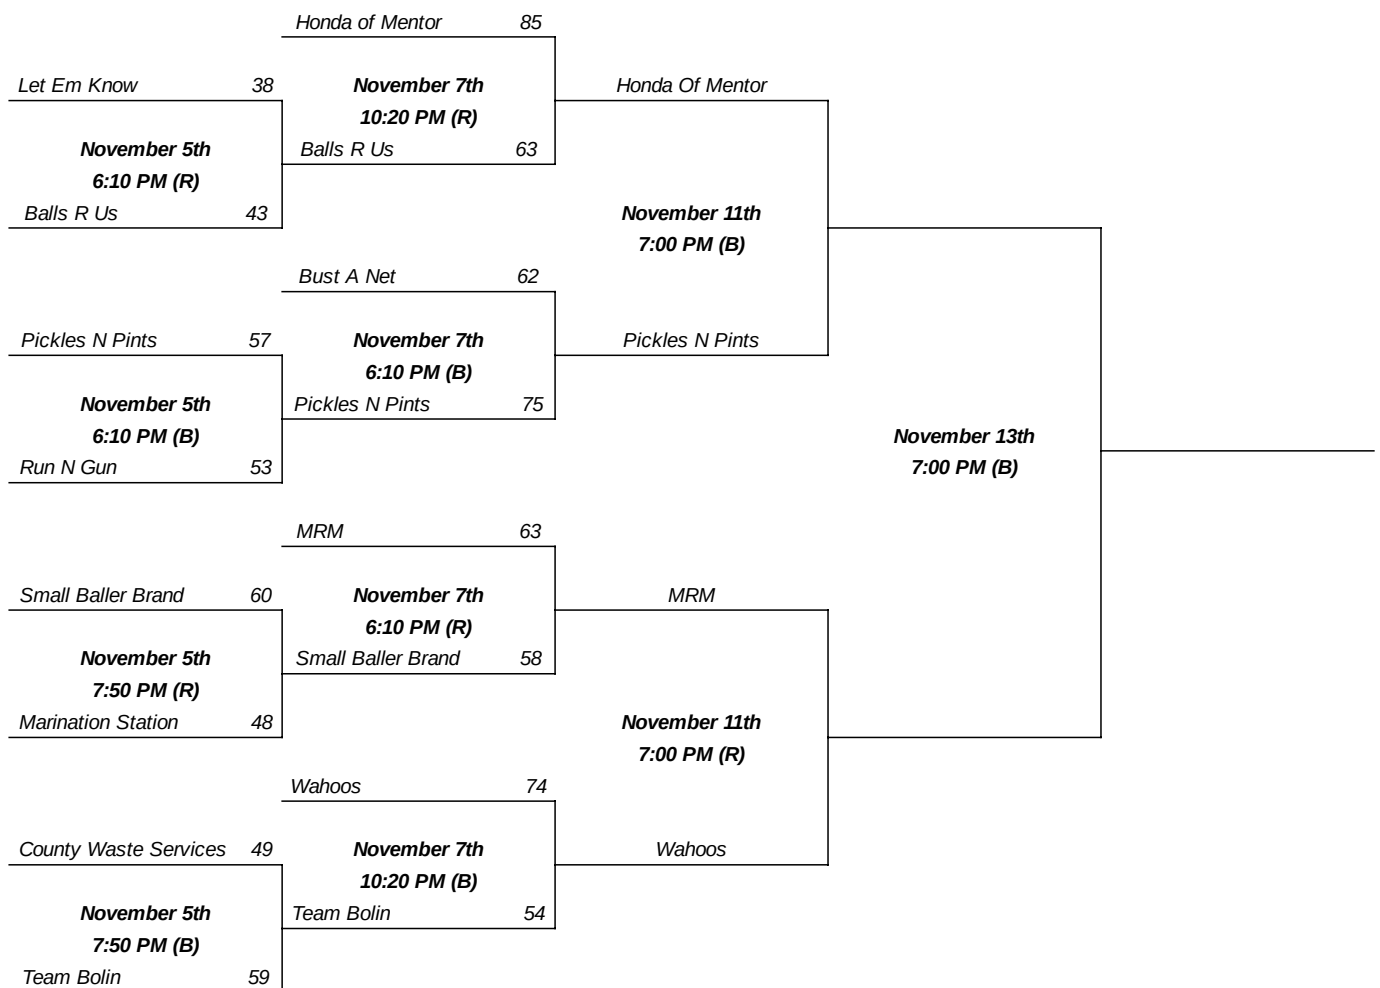 Honda of Mentor 85
Let Em Know 38
November 7th
Honda Of Mentor
10:20 PM (R)
November 5th
Balls R Us 63
6:10 PM (R)
Balls R Us 43
November 11th
7:00 PM (B)
Bust A Net 62
Pickles N Pints 57
November 7th
Pickles N Pints
6:10 PM (B)
November 5th
Pickles N Pints 75
6:10 PM (B)
November 13th
Run N Gun 53
7:00 PM (B)
MRM 63
Small Baller Brand 60
November 7th
MRM
6:10 PM (R)
November 5th
Small Baller Brand 58
7:50 PM (R)
Marination Station 48
November 11th
7:00 PM (R)
Wahoos 74
County Waste Services 49
November 7th
Wahoos
10:20 PM (B)
November 5th
Team Bolin 54
7:50 PM (B)
Team Bolin 59